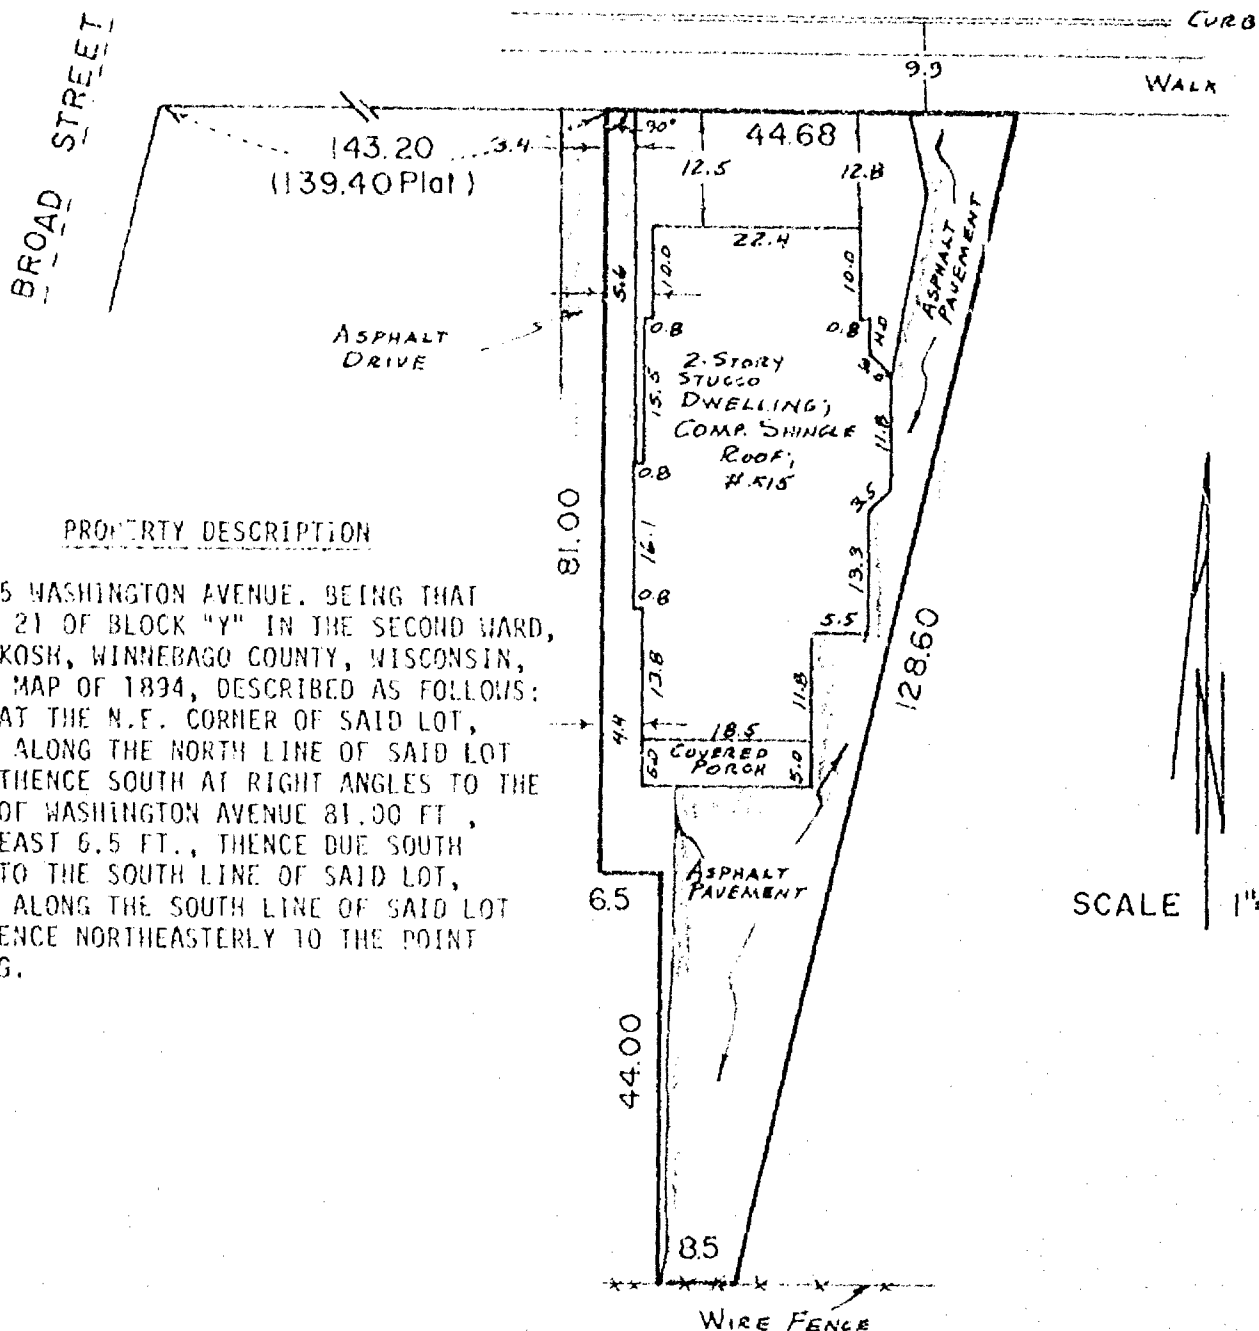 CURB
WALK
BROAD STREET
9.9
143.20
(139.40 Plat)
3.4
90°
44.68
12.5
12.8
22.4
10.0
10.0
5.6
ASPHALT
PAVEMENT
ASPHALT
DRIVE
0.8
0.8
4.0
2-STORY
STUCCO
DWELLING;
COMP. SHINGLE
ROOF;
15.5
11.8
0.8
3.5
81.00
16.1
13.3
0.8
5.5
13.8
11.8
128.60
4.4
18.5
COVERED
PORCH
5.0
ASPHALT
PAVEMENT
6.5
44.00
8.5
WIRE FENCE
SCALE 1"
PROPERTY DESCRIPTION
5 WASHINGTON AVENUE. BEING THAT
21 OF BLOCK "Y" IN THE SECOND WARD,
KOSH, WINNEBAGO COUNTY, WISCONSIN,
MAP OF 1894, DESCRIBED AS FOLLOWS:
AT THE N.E. CORNER OF SAID LOT,
ALONG THE NORTH LINE OF SAID LOT
THENCE SOUTH AT RIGHT ANGLES TO THE
OF WASHINGTON AVENUE 81.00 FT ,
EAST 6.5 FT., THENCE DUE SOUTH
TO THE SOUTH LINE OF SAID LOT,
ALONG THE SOUTH LINE OF SAID LOT
ENCE NORTHEASTERLY TO THE POINT
G.